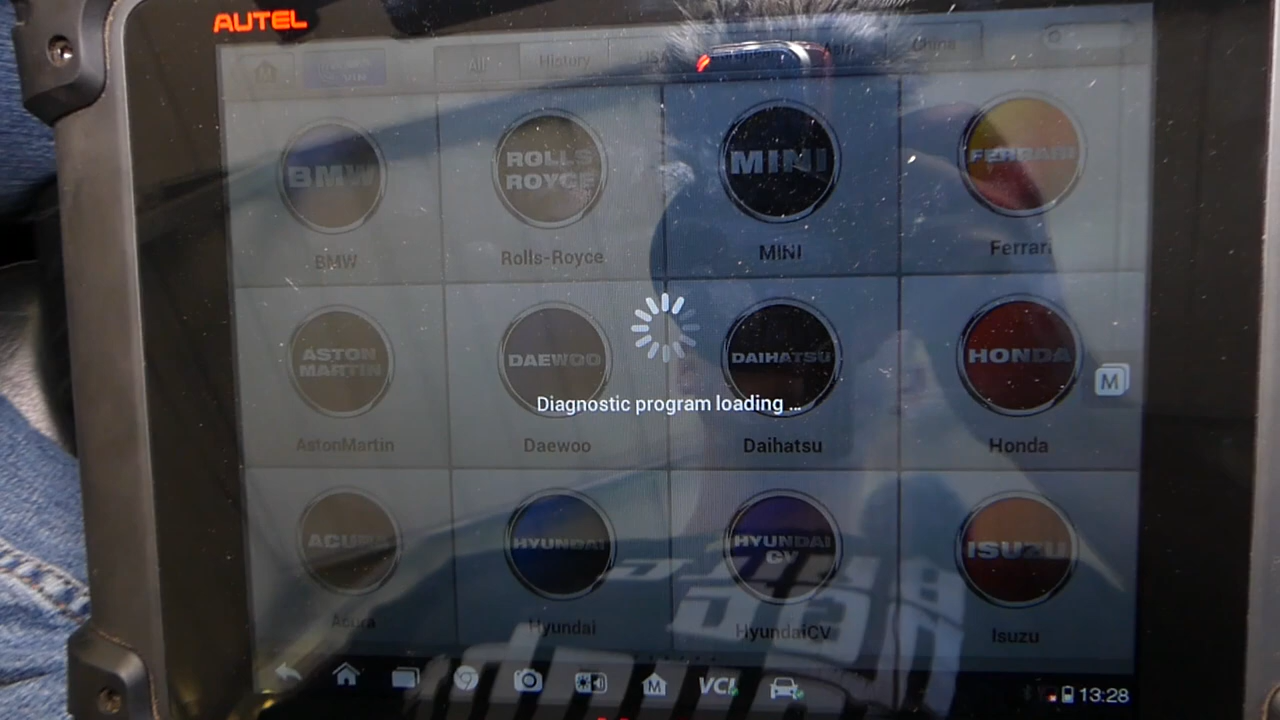 AUTEL
All
History
China
BMW
ROLLS
ROYCE
MINI
FERRARI
BMW
Rolls-Royce
MINI
Ferrari
ASTON
MARTIN
DAEWOO
DAIHATSU
HONDA
M
Diagnostic program loading ...
AstonMartin
Daewoo
Daihatsu
Honda
ACURA
HYUNDAI
HYUNDAI
CV
ISUZU
Acura
Hyundai
HyundaiCV
Isuzu
M
VCI
13:28